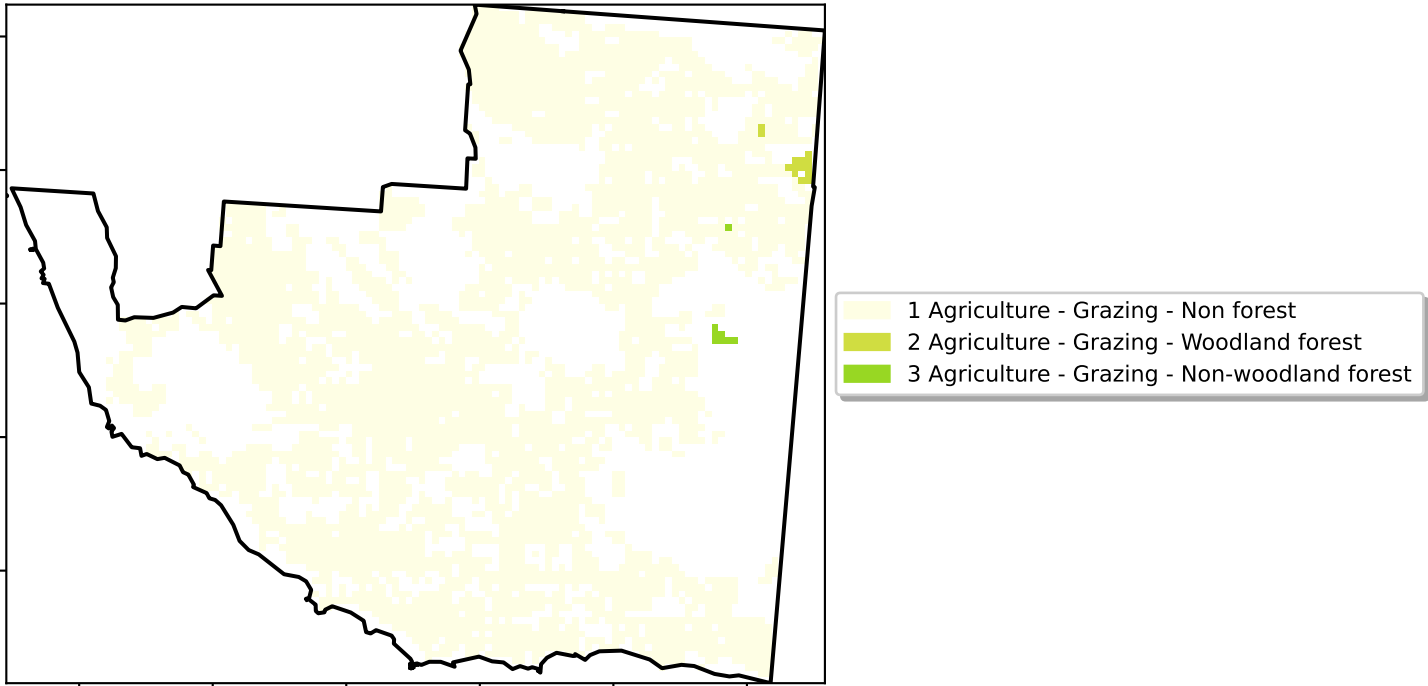 1 Agriculture - Grazing - Non forest
2 Agriculture - Grazing - Woodland forest
3 Agriculture - Grazing - Non-woodland forest